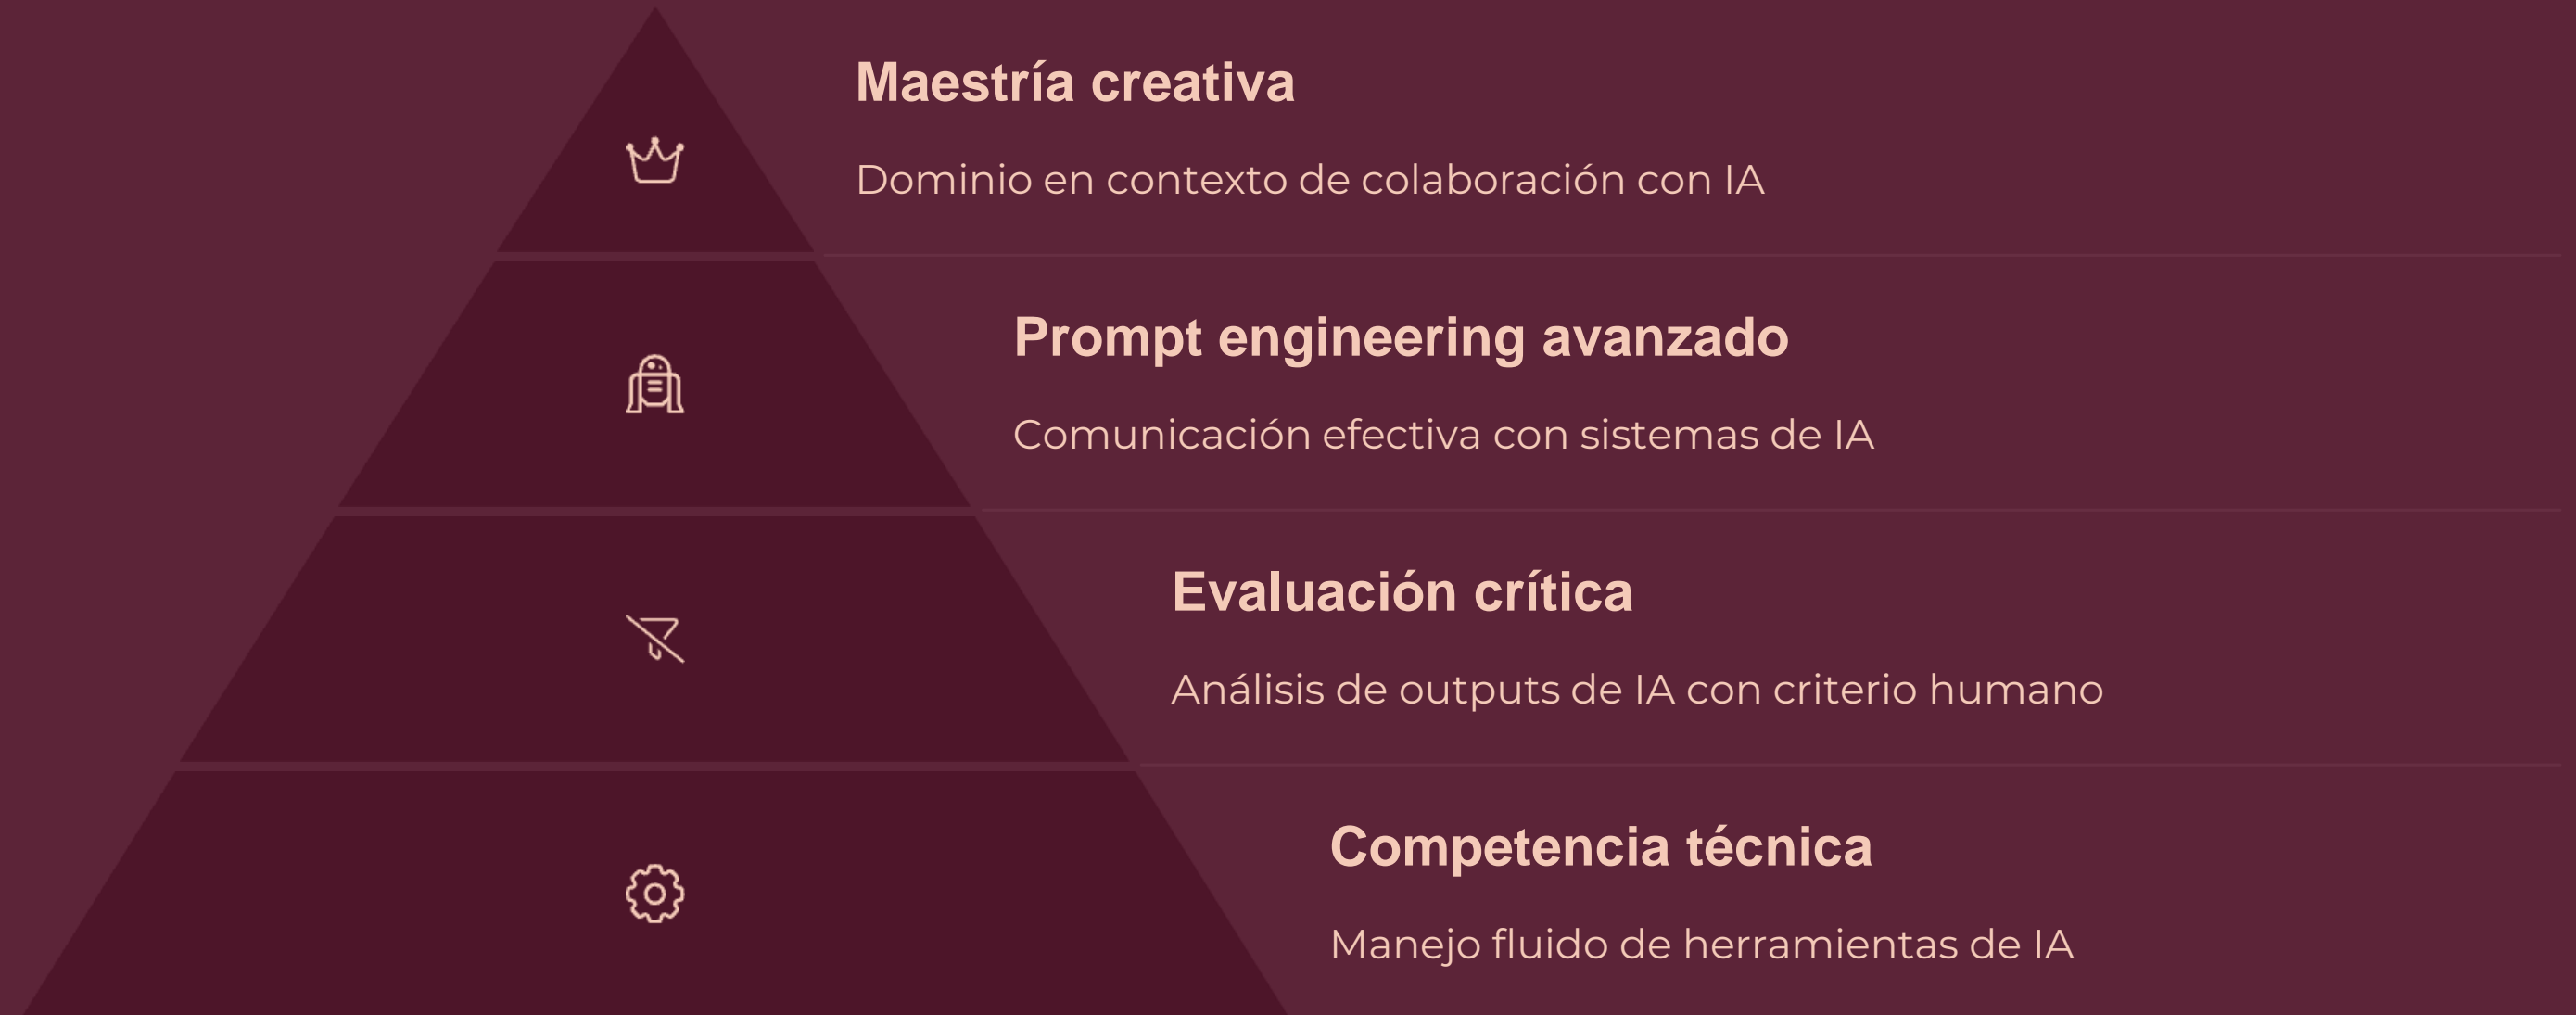 Maestría creativa
Dominio en contexto de colaboración con IA
Prompt engineering avanzado
Comunicación efectiva con sistemas de IA
Evaluación crítica
Análisis de outputs de IA con criterio humano
Competencia técnica
Manejo fluido de herramientas de IA